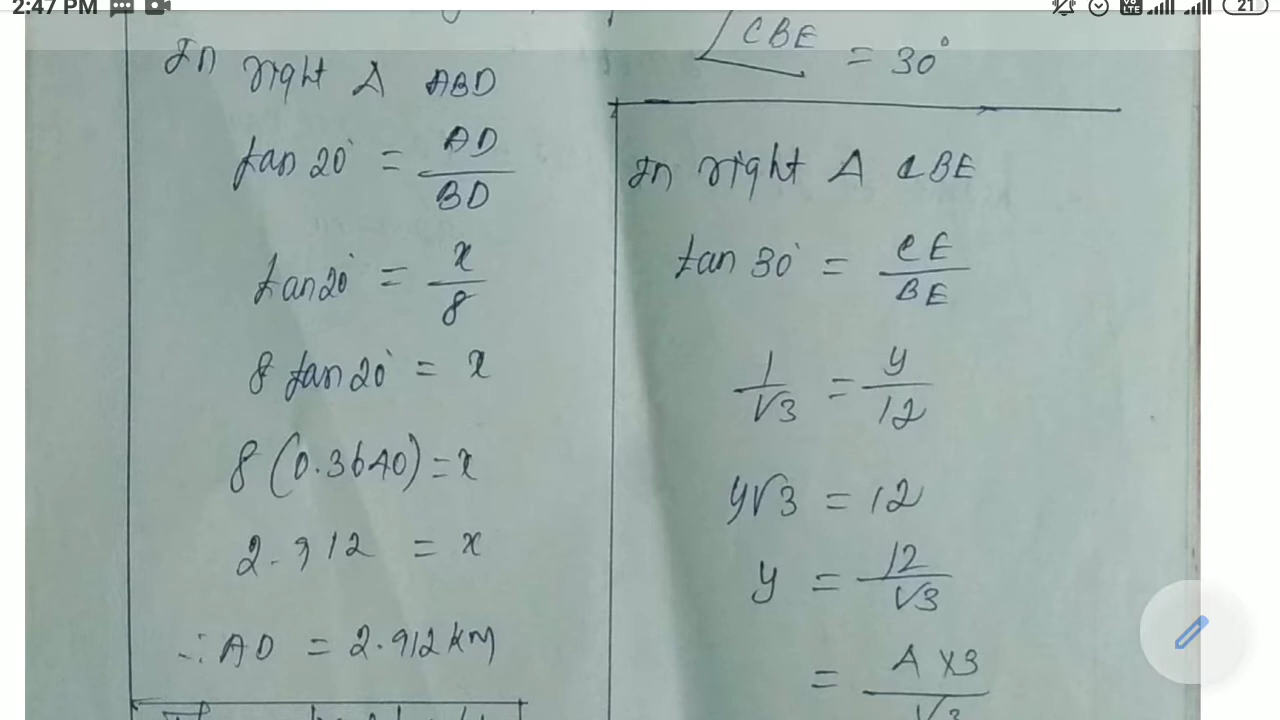 2:47 PM
21
In right Δ ABD
tan 20° = AD / BD
tan 20° = x / 8
8 tan 20° = x
8 (0.3640) = x
2.912 = x
∴ AD = 2.912 km
∠CBE = 30°
In right Δ CBE
tan 30° = CE / BE
1 / √3 = y / 12
y√3 = 12
y = 12 / √3
= 4 × 3 / √3